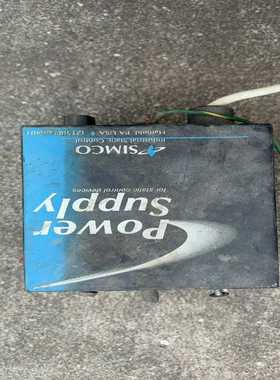 Power
Supply
for static control devices
SIMCO
Industrial Static Control
Hatfield, PA USA